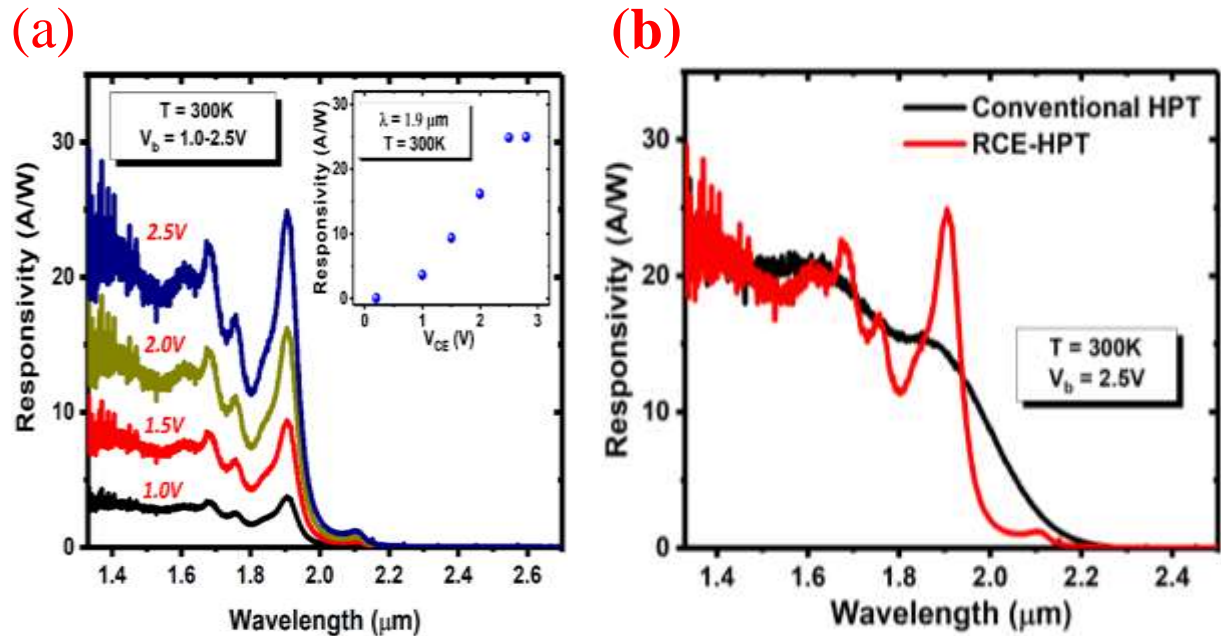 (a)
T = 300K
V_b = 1.0-2.5V
2.5V
2.0V
1.5V
1.0V
Responsivity (A/W)
30
20
10
0
1.4 1.6 1.8 2.0 2.2 2.4 2.6
Wavelength (μm)
λ = 1.9 μm
T = 300K
Responsivity (A/W)
30
20
10
0
0 1 2 3
V_CE (V)
(b)
Conventional HPT
RCE-HPT
T = 300K
V_b = 2.5V
Responsivity (A/W)
30
20
10
0
1.4 1.6 1.8 2.0 2.2 2.4
Wavelength (μm)